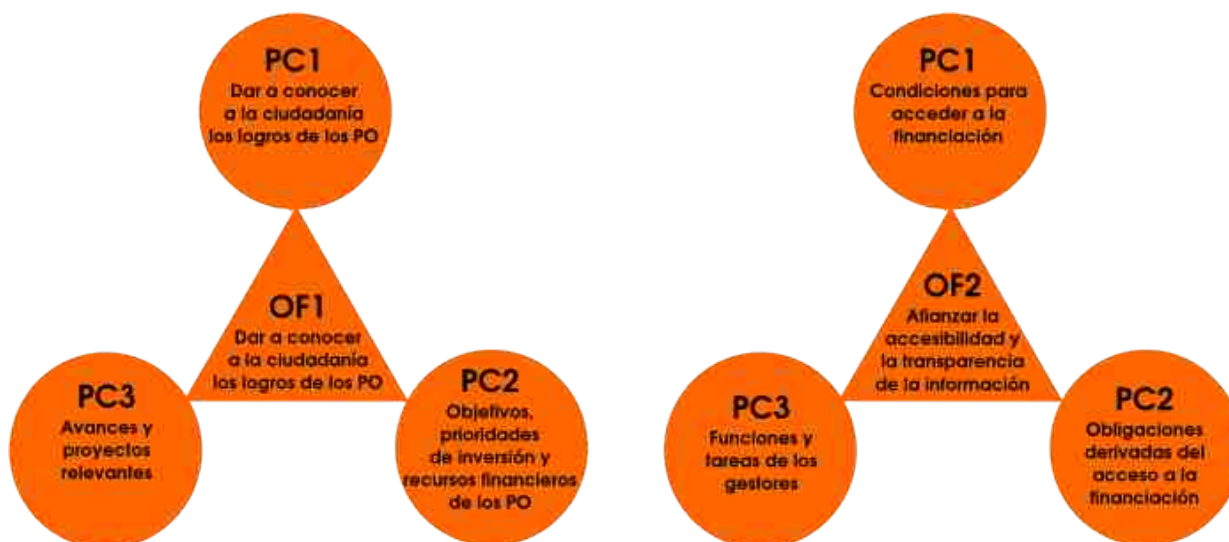 PC1
Dar a conocer
a la ciudadanía
los logros de los PO
OF1
Dar a conocer
a la ciudadanía
los logros de los PO
PC3
Avances y
proyectos
relevantes
PC2
Objetivos,
prioridades
de inversión y
recursos financieros
de los PO
PC1
Condiciones para
acceder a la
financiación
OF2
Afianzar la
accesibilidad y
la transparencia
de la información
PC3
Funciones y
tareas de los
gestores
PC2
Obligaciones
derivadas del
acceso a la
financiación